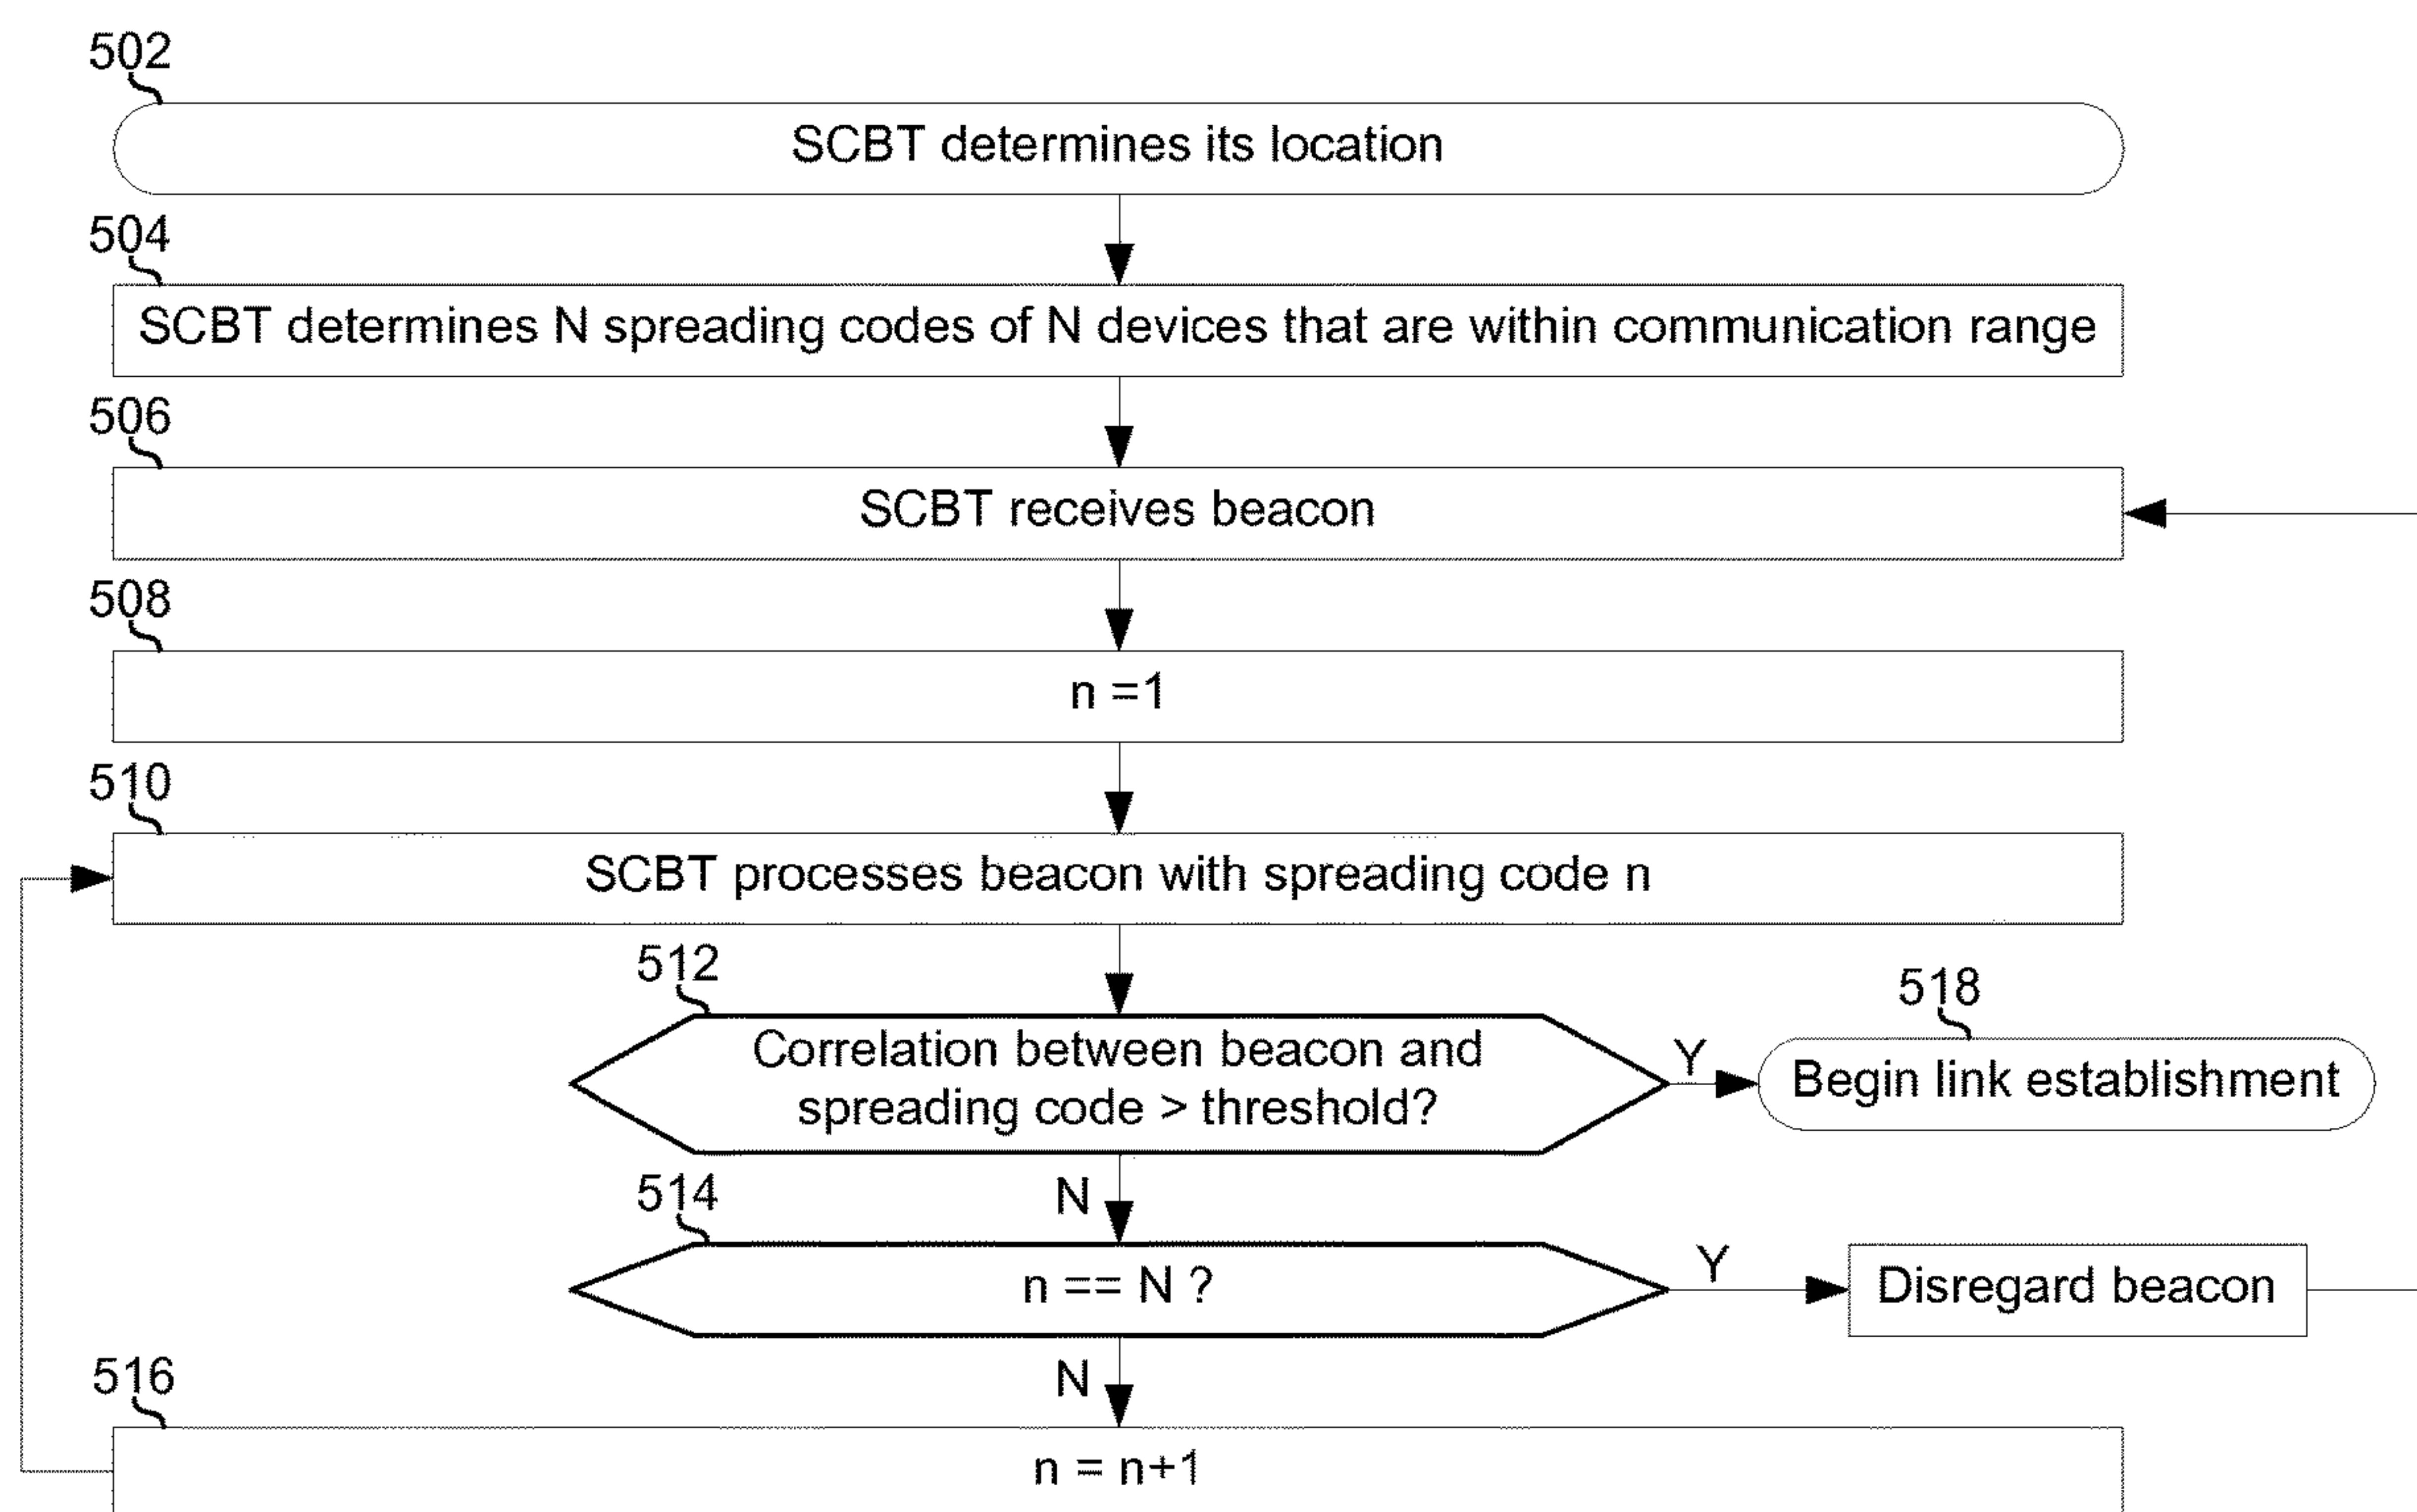 502
SCBT determines its location
504
SCBT determines N spreading codes of N devices that are within communication range
506
SCBT receives beacon
508
n =1
510
SCBT processes beacon with spreading code n
512
Correlation between beacon and
spreading code > threshold?
Y
518
Begin link establishment
N
514
n == N ?
Y
Disregard beacon
N
516
n = n+1